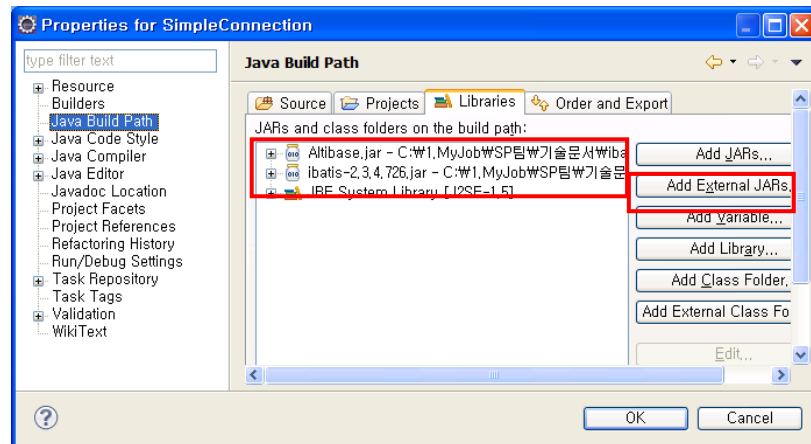 Properties for SimpleConnection
type filter text
Resource
Builders
Java Build Path
Java Code Style
Java Compiler
Java Editor
Javadoc Location
Project Facets
Project References
Refactoring History
Run/Debug Settings
Task Repository
Task Tags
Validation
WikiText
Java Build Path
Source Projects Libraries Order and Export
JARs and class folders on the build path:
Altibase.jar - C:₩1.MyJob₩SP팀₩기술문서₩iba
ibatis-2.3.4.726.jar - C:₩1.MyJob₩SP팀₩기술문
JRE System Library [J2SE-1.5]
Add JARs...
Add External JARs.
Add Variable...
Add Library...
Add Class Folder.
Add External Class Fo
Edit...
OK Cancel